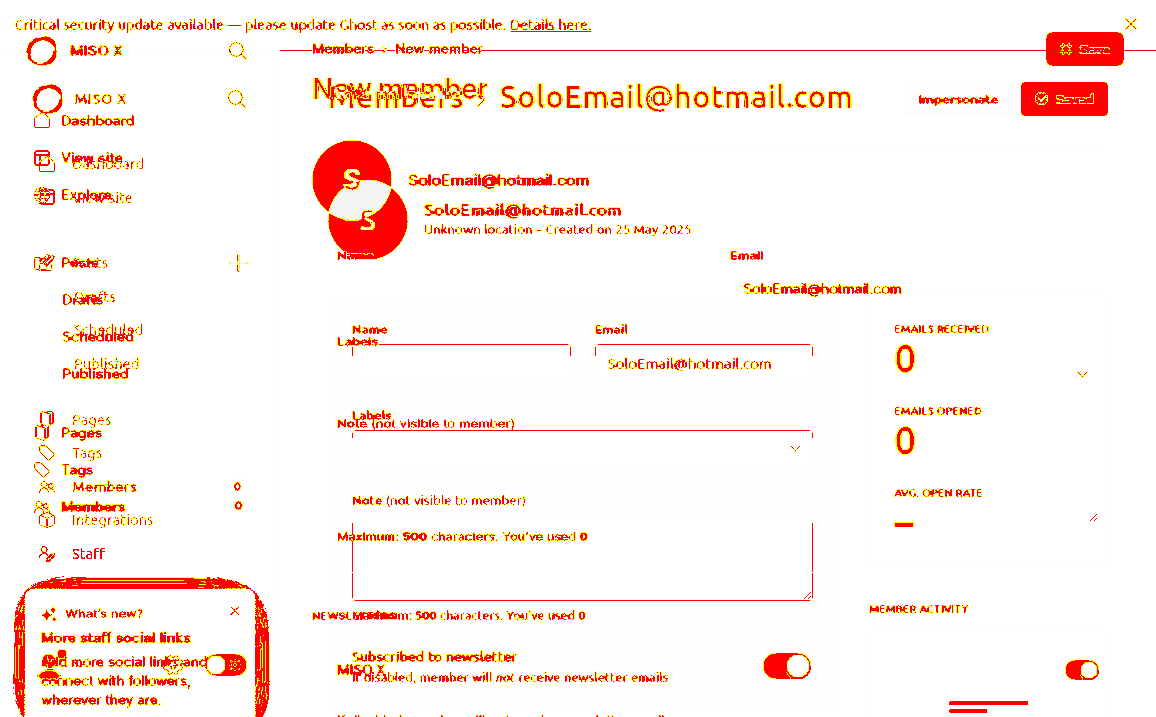 Critical security update available — please update Ghost as soon as possible. Details here.
MISO X
Members
New member
Save
New member
Members › SoloEmail@hotmail.com
Impersonate
Saved
MISO X
Dashboard
View site
Dashboard
Explore
View site
S
SoloEmail@hotmail.com
S
SoloEmail@hotmail.com
Unknown location – Created on 25 May 2025
Name
Email
SoloEmail@hotmail.com
Posts
Drafts
Scheduled
Scheduled
Published
Published
Name
Email
EMAILS RECEIVED
Labels
SoloEmail@hotmail.com
0
Labels
EMAILS OPENED
Note (not visible to member)
0
Pages
Pages
Tags
Tags
Members 0
Members 0
Integrations
Staff
Note (not visible to member)
AVG. OPEN RATE
Maximum: 500 characters. You've used 0
Maximum: 500 characters. You've used 0
MEMBER ACTIVITY
What's new?
More staff social links
Add more social links and
connect with followers,
wherever they are.
Subscribed to newsletter
MISO X
If disabled, member will not receive newsletter emails